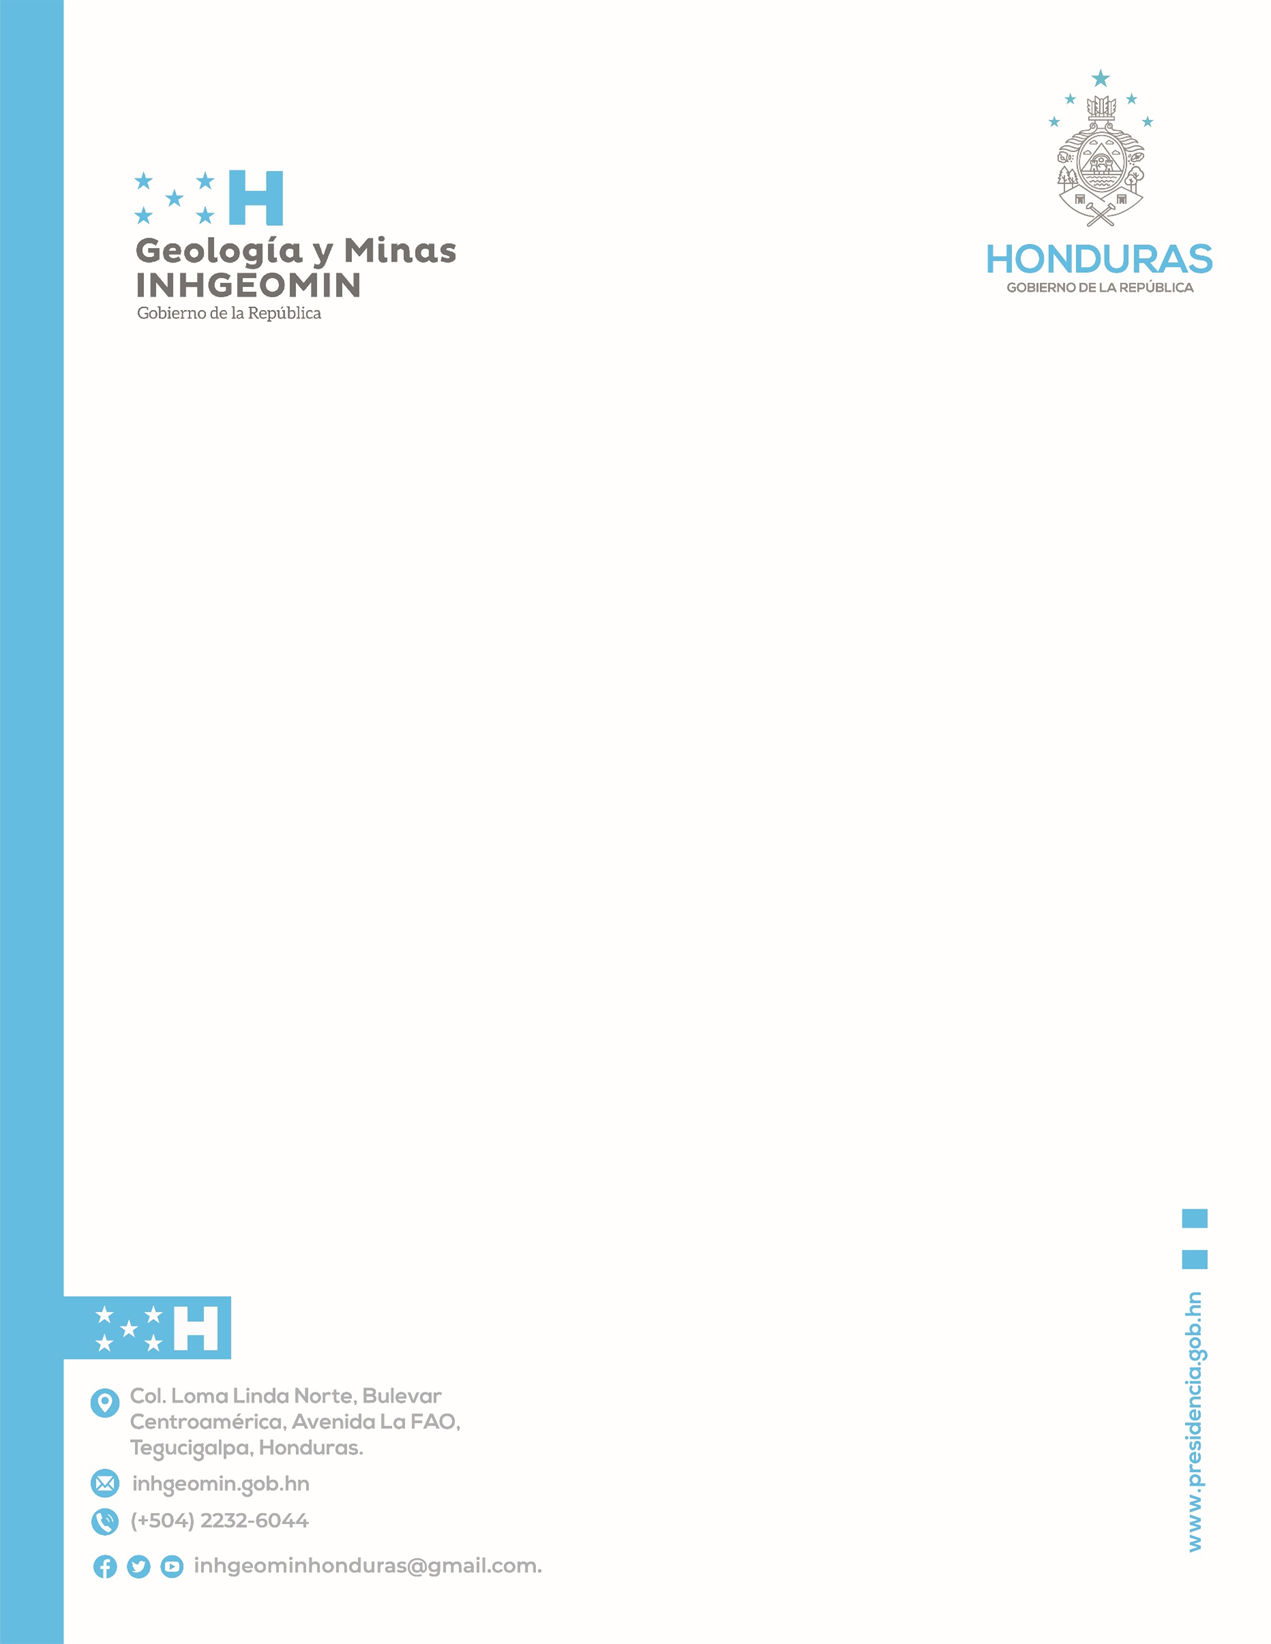 H
Geología y Minas
INHGEOMIN
Gobierno de la República
HONDURAS
GOBIERNO DE LA REPÚBLICA
www.presidencia.gob.hn
H
Col. Loma Linda Norte, Bulevar
Centroamérica, Avenida La FAO,
Tegucigalpa, Honduras.
inhgeomin.gob.hn
(+504) 2232-6044
inhgeominhonduras@gmail.com.